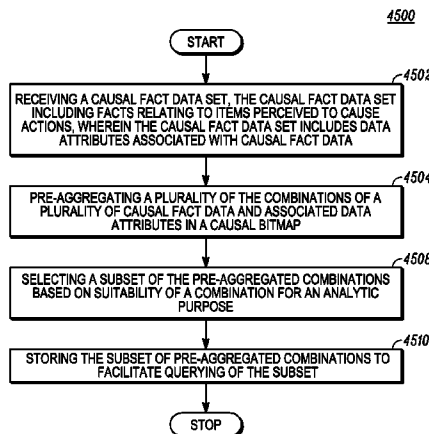 4500
START
4502
RECEIVING A CAUSAL FACT DATA SET, THE CAUSAL FACT DATA SET
INCLUDING FACTS RELATING TO ITEMS PERCEIVED TO CAUSE
ACTIONS, WHEREIN THE CAUSAL FACT DATA SET INCLUDES DATA
ATTRIBUTES ASSOCIATED WITH CAUSAL FACT DATA
4504
PRE-AGGREGATING A PLURALITY OF THE COMBINATIONS OF A
PLURALITY OF CAUSAL FACT DATA AND ASSOCIATED DATA
ATTRIBUTES IN A CAUSAL BITMAP
4508
SELECTING A SUBSET OF THE PRE-AGGREGATED COMBINATIONS
BASED ON SUITABILITY OF A COMBINATION FOR AN ANALYTIC
PURPOSE
4510
STORING THE SUBSET OF PRE-AGGREGATED COMBINATIONS TO
FACILITATE QUERYING OF THE SUBSET
STOP